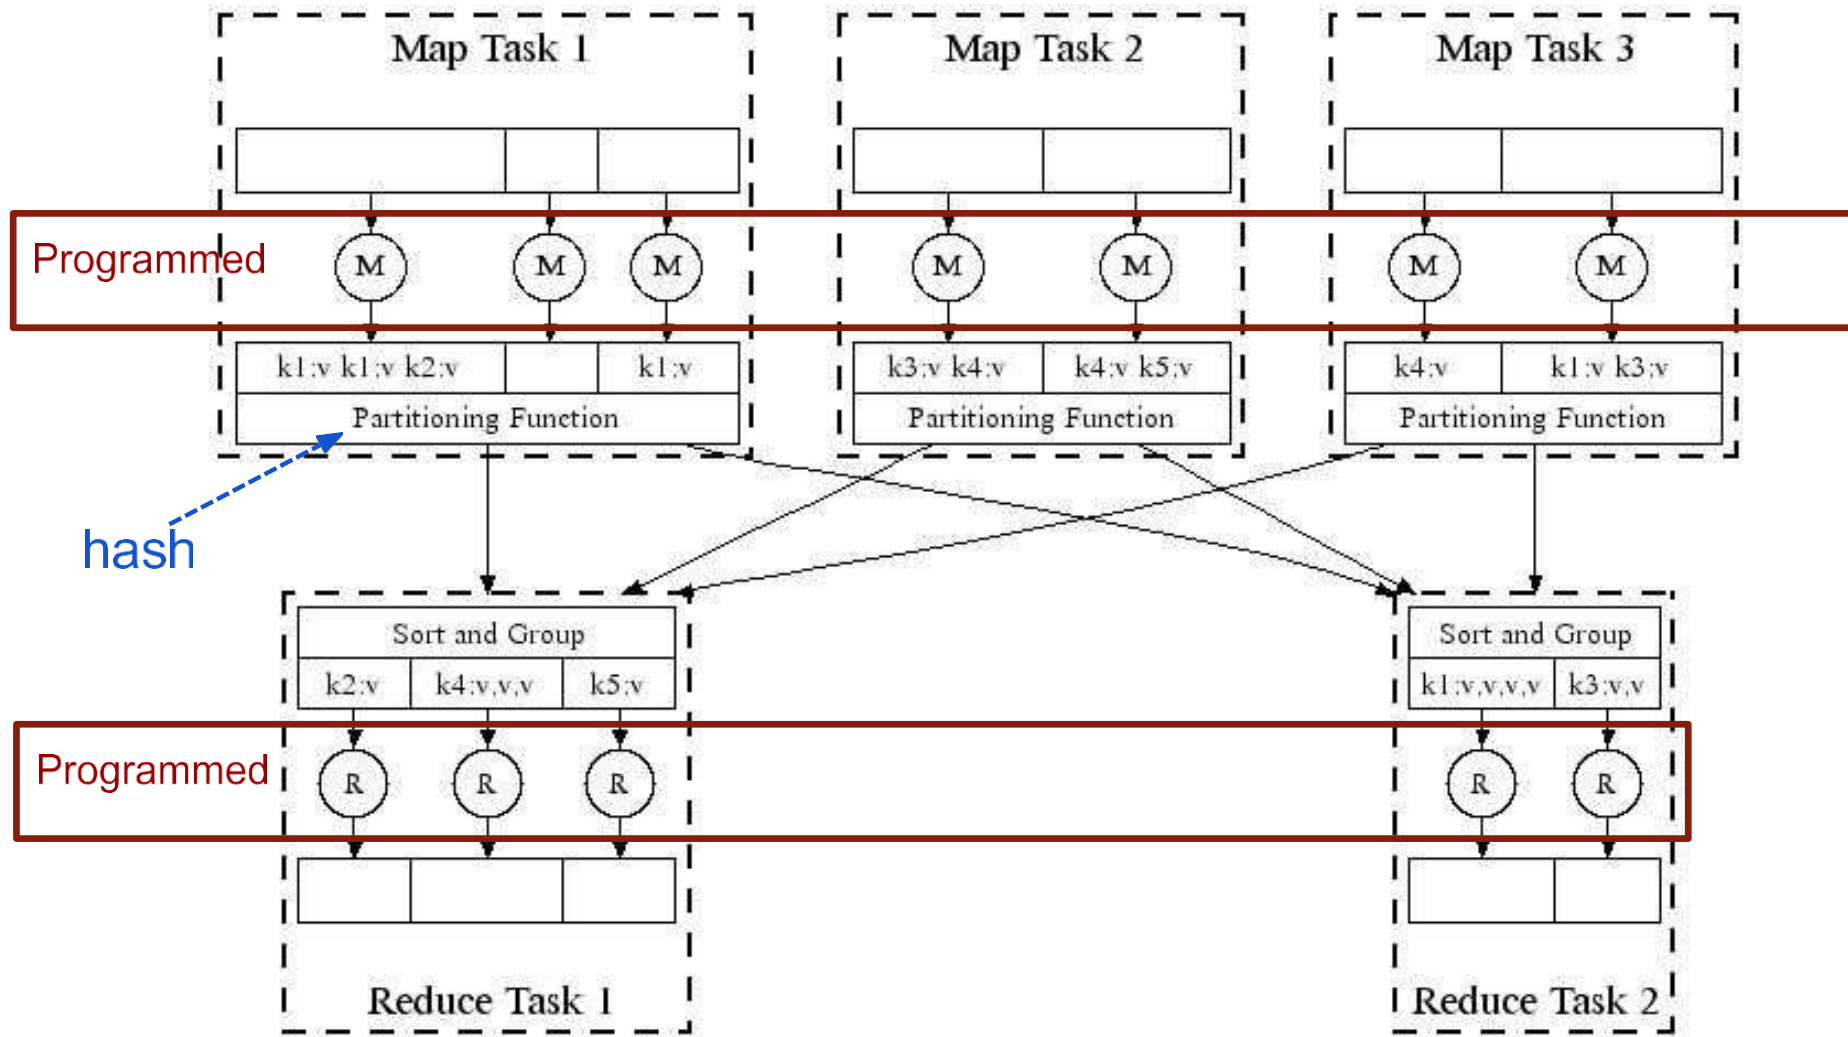 Map Task 1
Map Task 2
Map Task 3
Programmed
M
M
M
M
M
M
M
k1:v k1:v k2:v
k1:v
k3:v k4:v
k4:v k5:v
k4:v
k1:v k3:v
Partitioning Function
Partitioning Function
Partitioning Function
hash
Sort and Group
Sort and Group
k2:v
k4:v,v,v
k5:v
k1:v,v,v,v
k3:v,v
Programmed
R
R
R
R
R
Reduce Task 1
Reduce Task 2